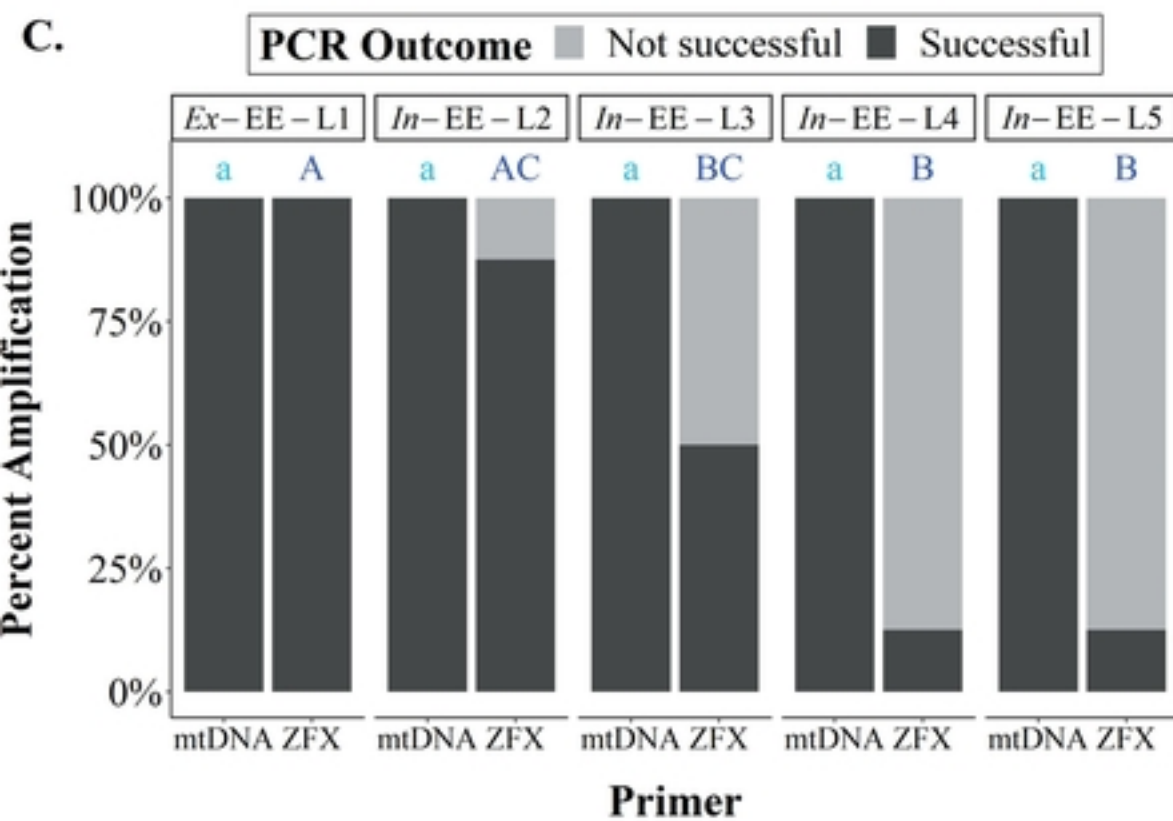 C.
PCR Outcome Not successful Successful
Ex-EE-L1 In-EE-L2 In-EE-L3 In-EE-L4 In-EE-L5
a A a AC a BC a B a B
100%
75%
50%
25%
0%
Percent Amplification
mtDNA ZFX mtDNA ZFX mtDNA ZFX mtDNA ZFX mtDNA ZFX
Primer